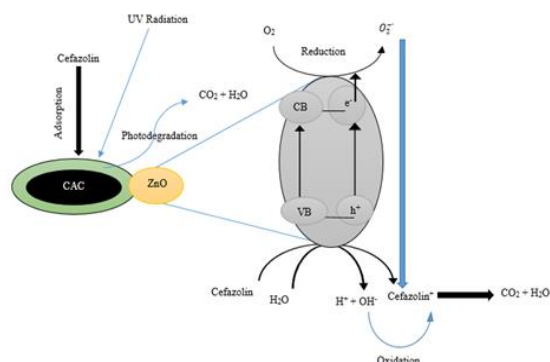 UV Radiation
O₂
O₂⁻˙
Reduction
Cefazolin
Adsorption
CO₂ + H₂O
Photodegradation
CB
e⁻
CAC
ZnO
VB
h⁺
Cefazolin
H₂O
H⁺ + OH⁻
Cefazolin⁺
CO₂ + H₂O
Oxidation